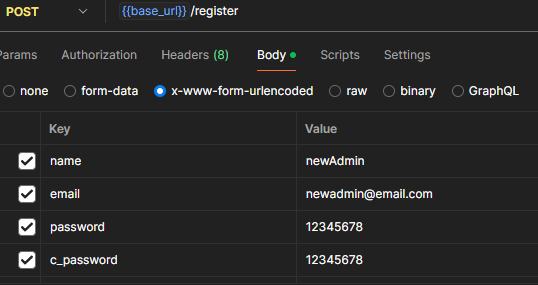 POST {{base_url}} /register
Params Authorization Headers (8) Body Scripts Settings
none form-data x-www-form-urlencoded raw binary GraphQL
Key Value
name newAdmin
email newadmin@email.com
password 12345678
c_password 12345678